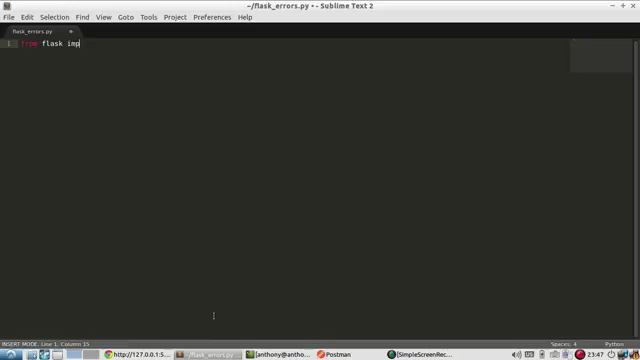 ~/flask_errors.py • - Sublime Text 2
File Edit Selection Find View Goto Tools Project Preferences Help
flask_errors.py
1 from flask imp
INSERT MODE, Line 1, Column 15 Spaces: 4 Python
http://127.0.0.1:5... ~/flask_errors.py ... (anthony@antho... Postman [SimpleScreenRec... 23:47